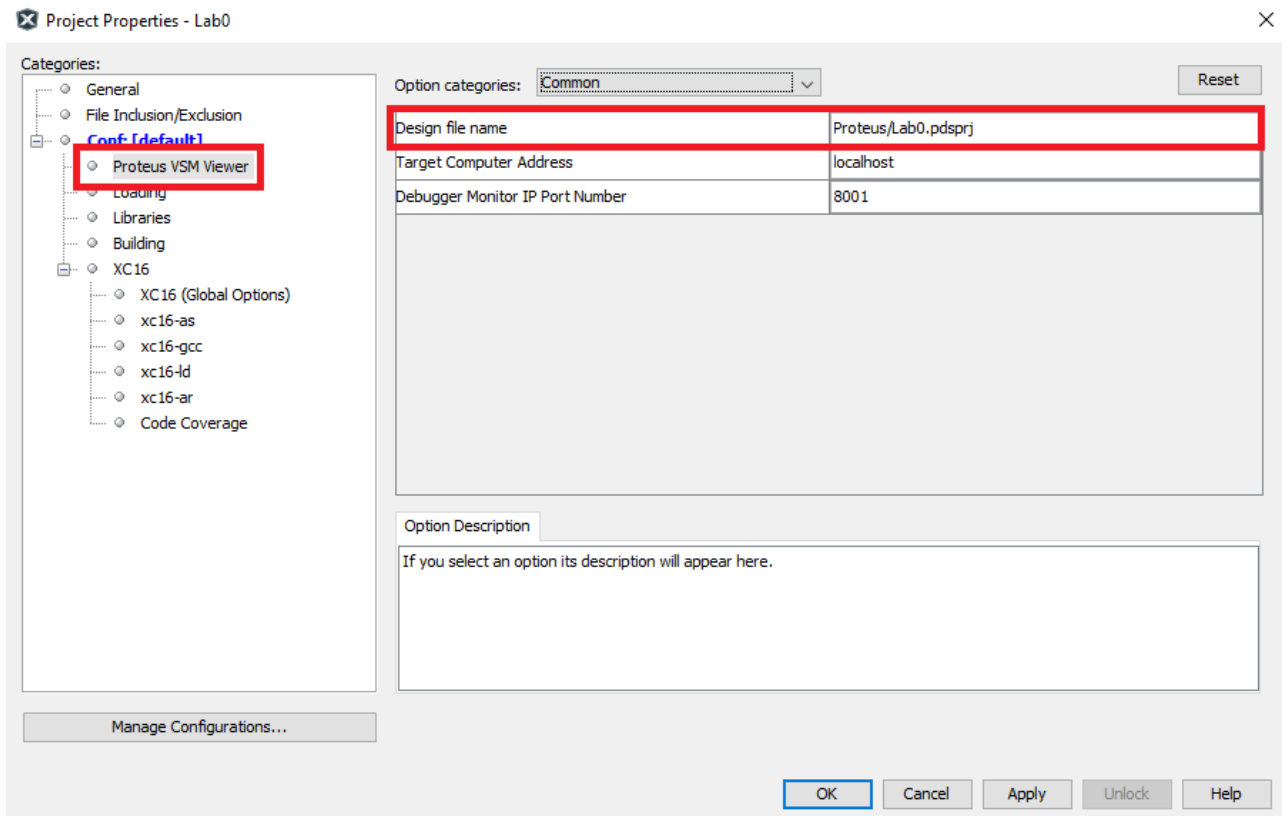 Project Properties - Lab0
Categories:
General
File Inclusion/Exclusion
Conf: [default]
Proteus VSM Viewer
Loading
Libraries
Building
XC16
XC16 (Global Options)
xc16-as
xc16-gcc
xc16-ld
xc16-ar
Code Coverage
Manage Configurations...
Option categories: Common Reset
Design file name Proteus/Lab0.pdsprj
Target Computer Address localhost
Debugger Monitor IP Port Number 8001
Option Description
If you select an option its description will appear here.
OK Cancel Apply Unlock Help